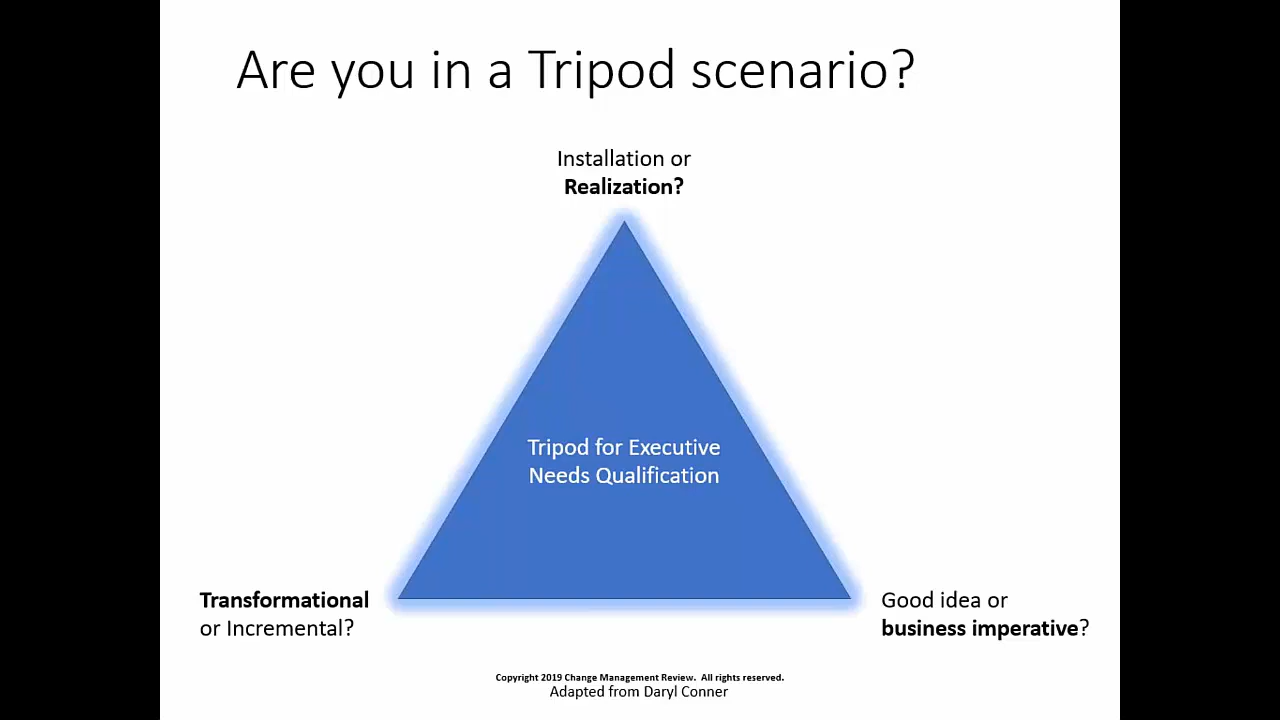 Are you in a Tripod scenario?
Installation or
Realization?
Tripod for Executive
Needs Qualification
Transformational
or Incremental?
Good idea or
business imperative?
Copyright 2019 Change Management Review. All rights reserved.
Adapted from Daryl Conner